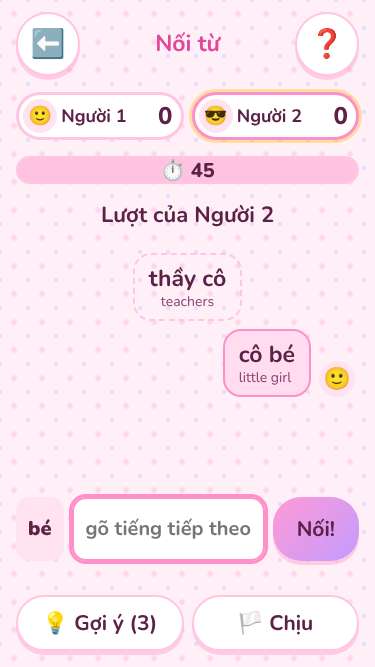 Nối từ
Người 1 0
Người 2 0
45
Lượt của Người 2
thầy cô
teachers
cô bé
little girl
bé
gõ tiếng tiếp theo
Nối!
Gợi ý (3)
Chịu